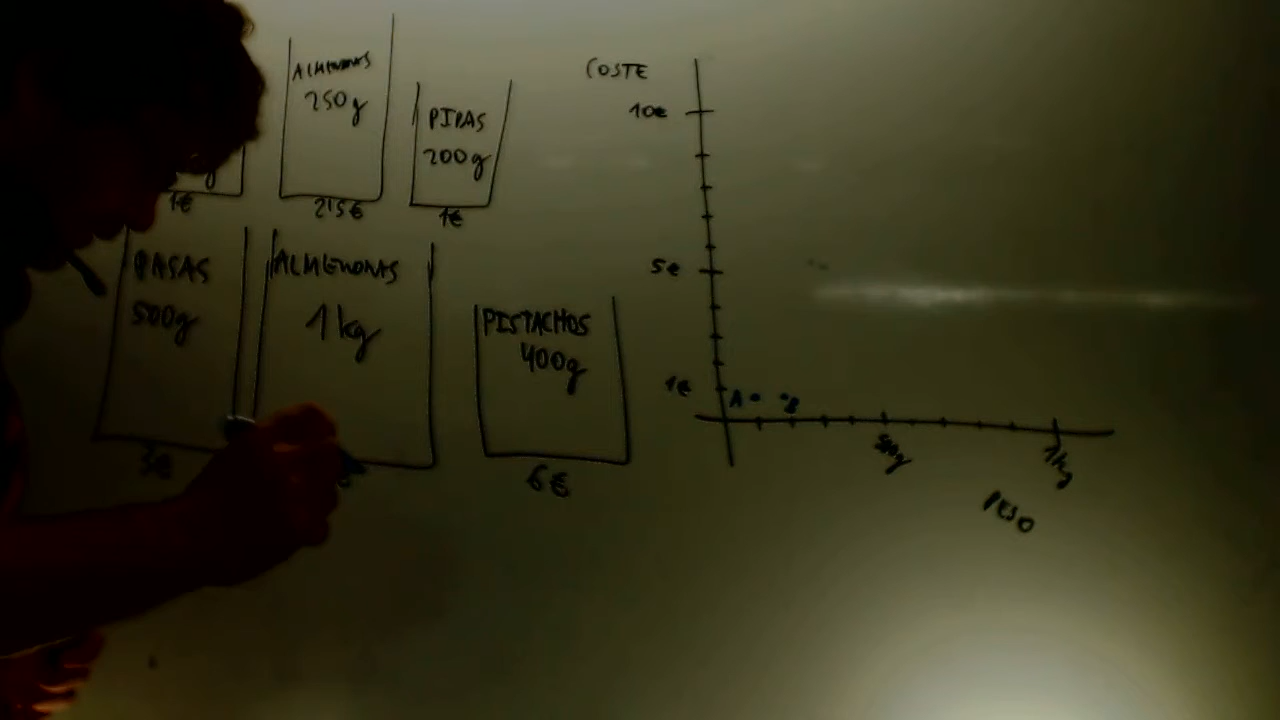 ALMENDRAS
250g
2'5€
PIPAS
200g
1€
1€
PASAS
500g
3€
ALMENDRAS
1kg
PISTACHOS
400g
6€
COSTE
10€
5€
1€
A
B
500g
1kg
PESO